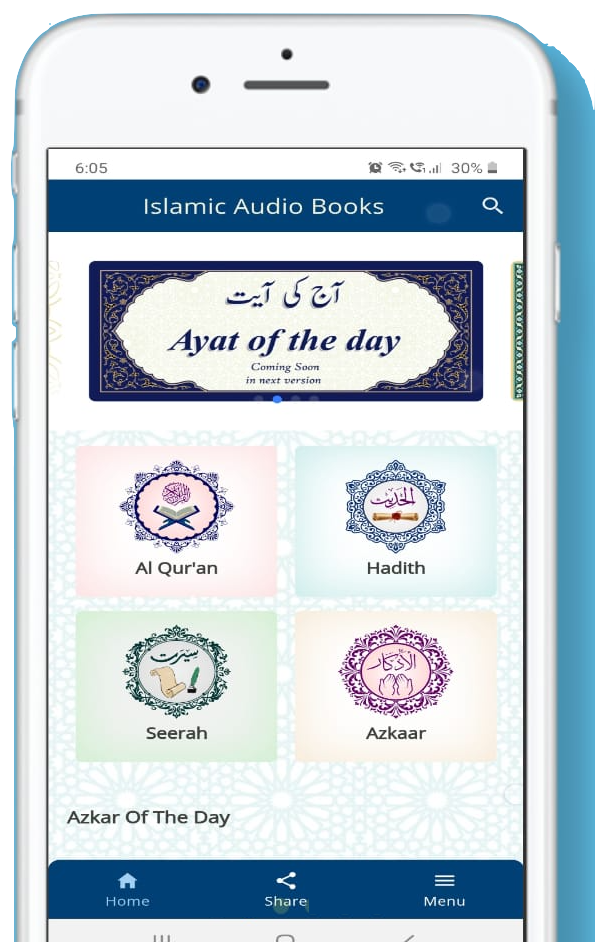 6:05
30%
Islamic Audio Books
آج کی آیت
Ayat of the day
Coming Soon
in next version
Al Qur'an
الحديث
Hadith
سیرت
Seerah
الأذكار
Azkaar
Azkar Of The Day
Home
Share
Menu